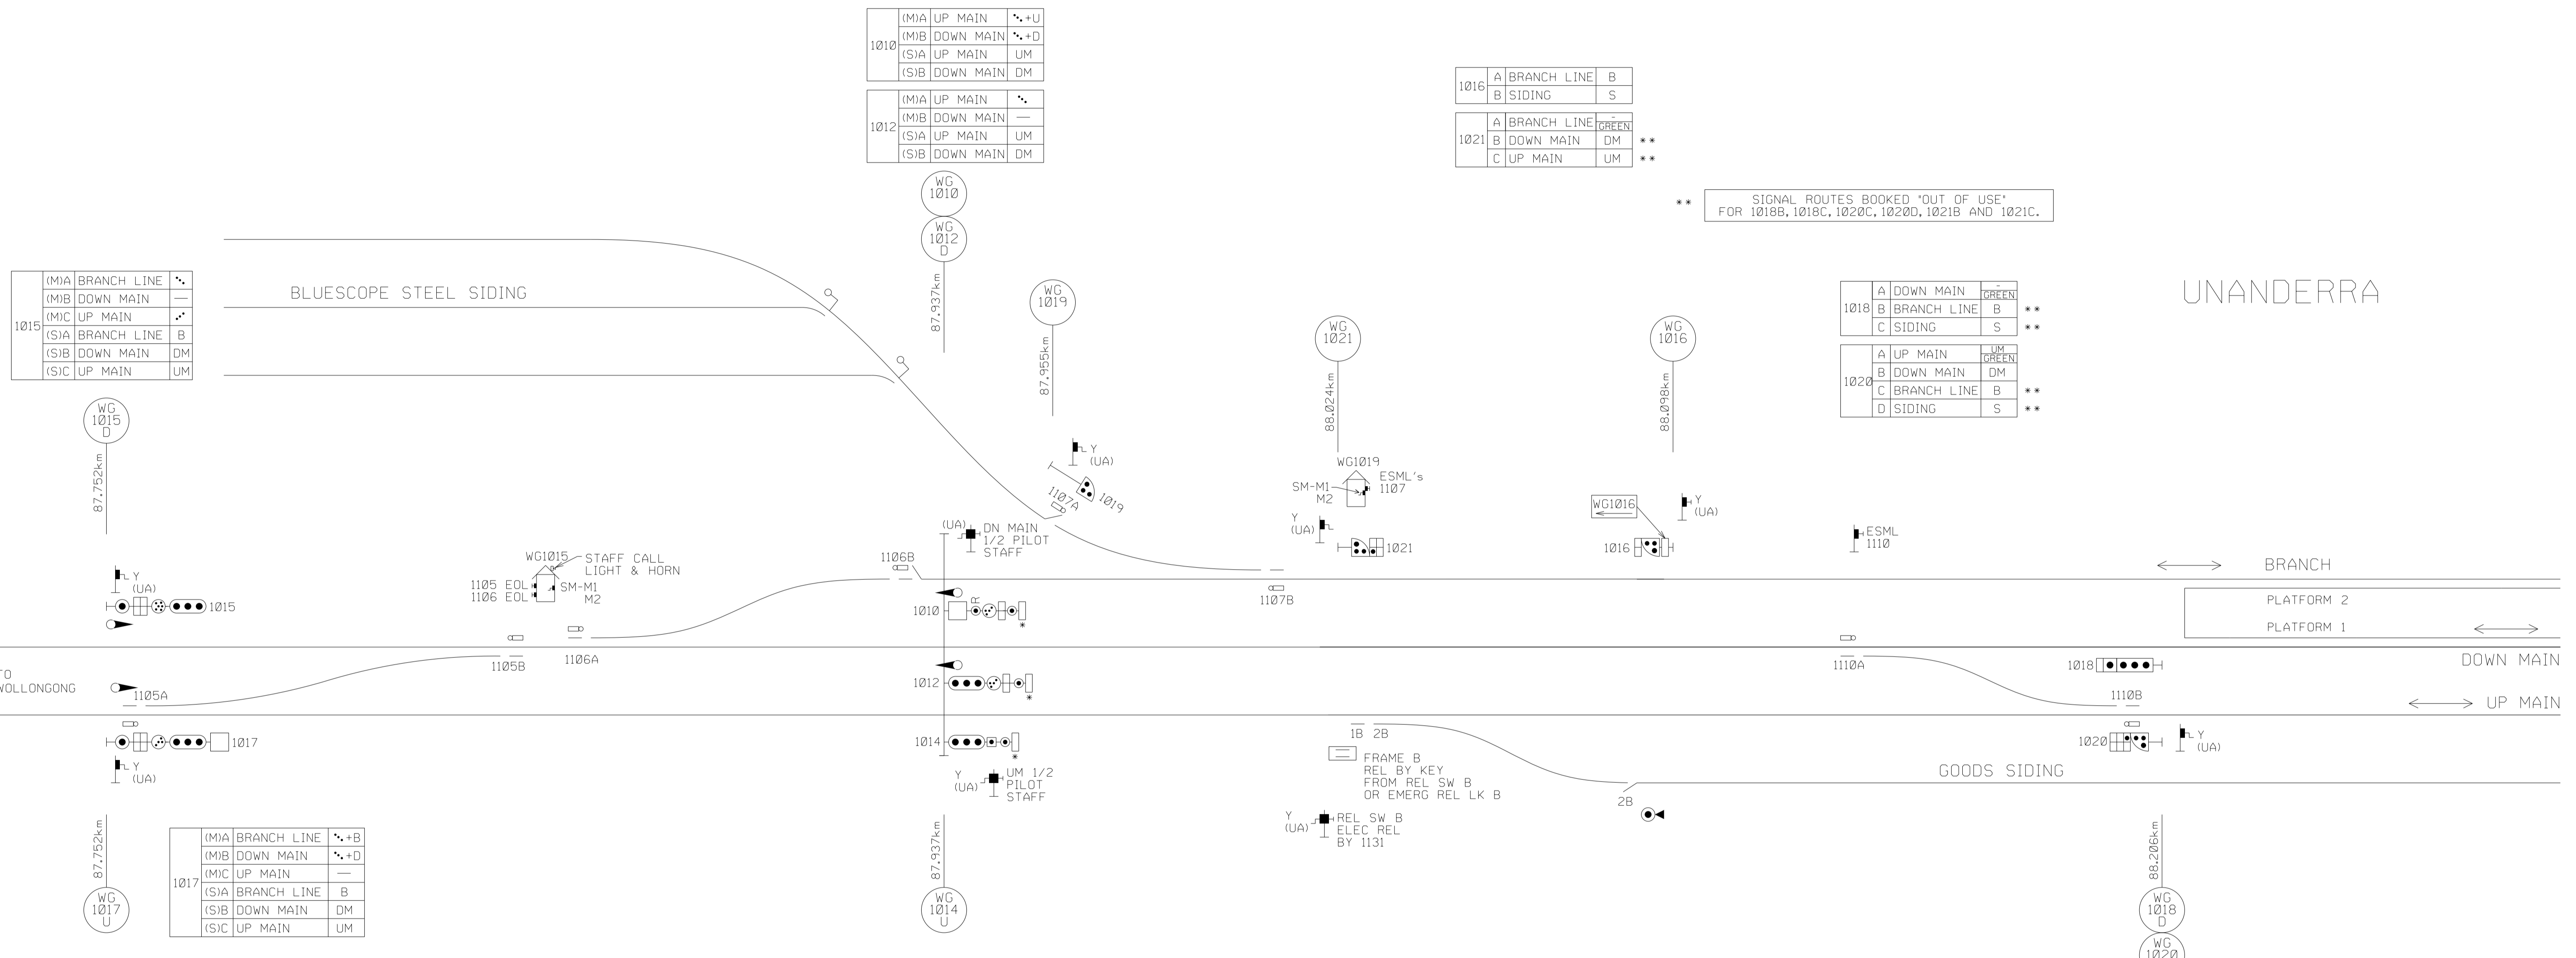 1010
(M)A UP MAIN +U
(M)B DOWN MAIN +D
(S)A UP MAIN UM
(S)B DOWN MAIN DM
1012
(M)A UP MAIN
(M)B DOWN MAIN —
(S)A UP MAIN UM
(S)B DOWN MAIN DM
1016
A BRANCH LINE B
B SIDING S
1021
A BRANCH LINE - GREEN
B DOWN MAIN DM **
C UP MAIN UM **
** SIGNAL ROUTES BOOKED "OUT OF USE"
FOR 1018B, 1018C, 1020C, 1020D, 1021B AND 1021C.
WG
1010
WG
1012
D
87.937km
WG
1019
87.955km
WG
1021
88.024km
WG
1016
88.098km
1018
A DOWN MAIN - GREEN
B BRANCH LINE B **
C SIDING S **
1020
A UP MAIN UM GREEN
B DOWN MAIN DM
C BRANCH LINE B **
D SIDING S **
UNANDERRA
1015
(M)A BRANCH LINE
(M)B DOWN MAIN —
(M)C UP MAIN
(S)A BRANCH LINE B
(S)B DOWN MAIN DM
(S)C UP MAIN UM
BLUESCOPE STEEL SIDING
WG
1015
D
87.752km
Y
(UA)
1015
WG1015
STAFF CALL
LIGHT & HORN
1105 EOL
1106 EOL
SM-M1
M2
1106B
(UA)
DN MAIN
1/2 PILOT
STAFF
Y
(UA)
1107A
1019
WG1019
SM-M1
M2
ESML's
1107
Y
(UA)
1021
WG1016
1016
Y
(UA)
ESML
1110
BRANCH
PLATFORM 2
PLATFORM 1
1010
R
*
1107B
1105B
1106A
1110A
1018
DOWN MAIN
TO
WOLLONGONG
1105A
1012
*
1110B
UP MAIN
1017
1014
*
1B 2B
1020
Y
(UA)
Y
(UA)
Y
(UA)
UM 1/2
PILOT
STAFF
FRAME B
REL BY KEY
FROM REL SW B
OR EMERG REL LK B
GOODS SIDING
2B
Y
(UA)
REL SW B
ELEC REL
BY 1131
87.752km
WG
1017
U
1017
(M)A BRANCH LINE +B
(M)B DOWN MAIN +D
(M)C UP MAIN —
(S)A BRANCH LINE B
(S)B DOWN MAIN DM
(S)C UP MAIN UM
87.937km
WG
1014
U
88.206km
WG
1018
D
WG
1020